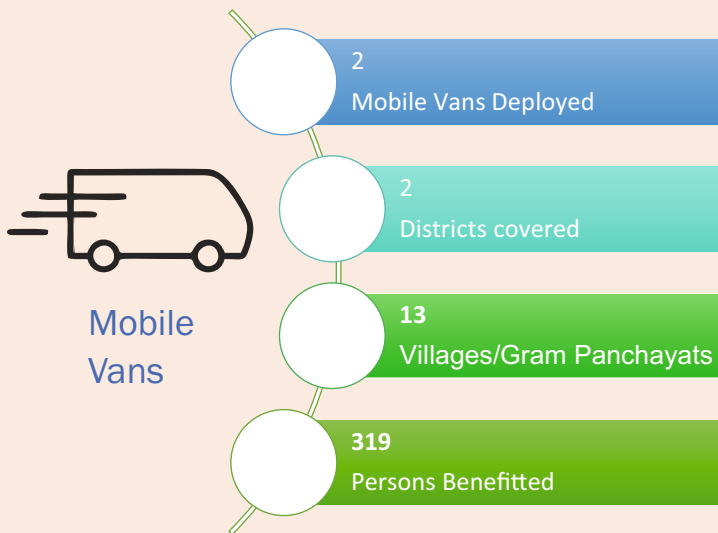 2
Mobile Vans Deployed
2
Districts covered
13
Villages/Gram Panchayats
319
Persons Benefitted
Mobile
Vans